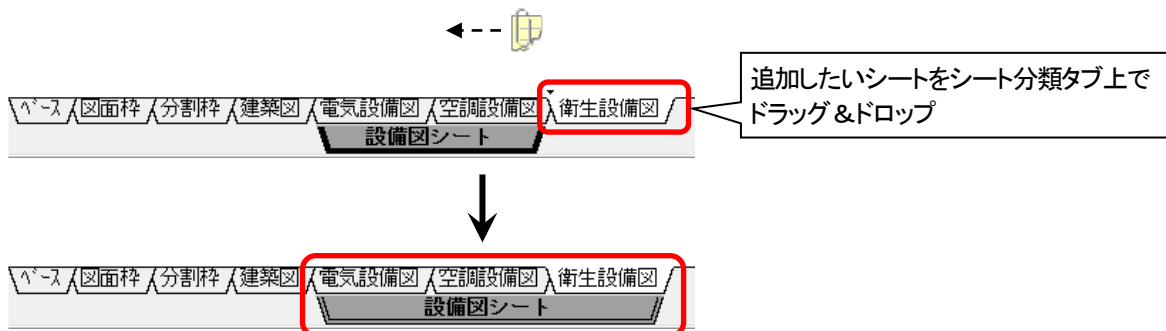 追加したいシートをシート分類タブ上で
ドラッグ&ドロップ
ﾍﾞｰｽ 図面枠 分割枠 建築図 電気設備図 空調設備図 衛生設備図
設備図シート
ﾍﾞｰｽ 図面枠 分割枠 建築図 電気設備図 空調設備図 衛生設備図
設備図シート